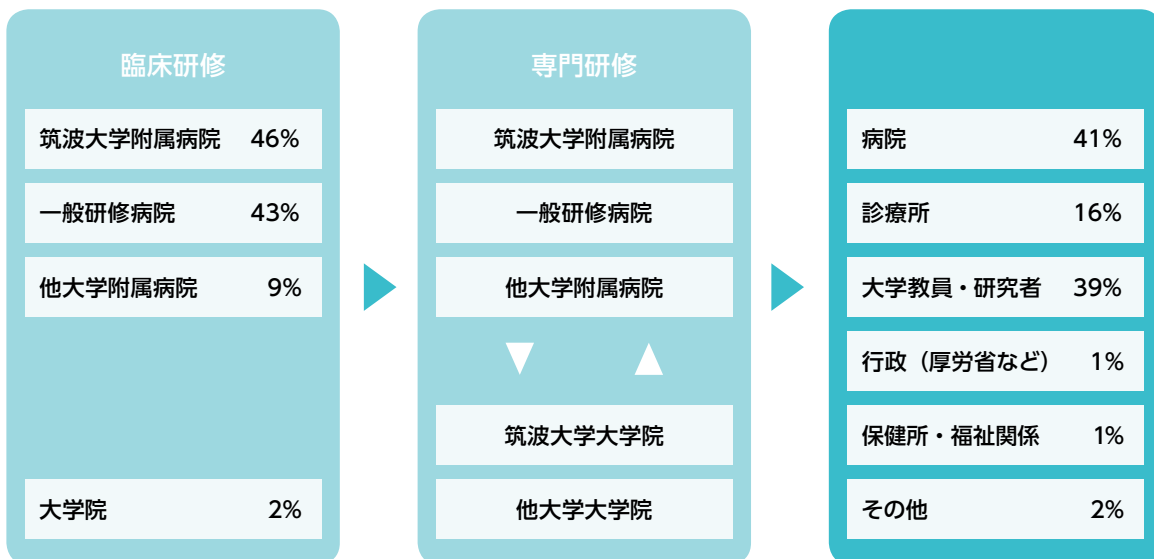 臨床研修
筑波大学附属病院 46%
一般研修病院 43%
他大学附属病院 9%
大学院 2%
専門研修
筑波大学附属病院
一般研修病院
他大学附属病院
筑波大学大学院
他大学大学院
病院 41%
診療所 16%
大学教員・研究者 39%
行政（厚労省など） 1%
保健所・福祉関係 1%
その他 2%